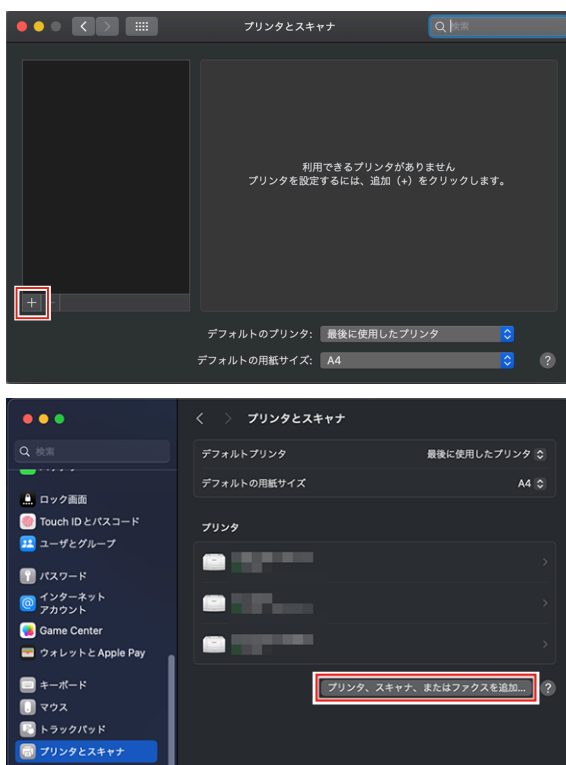 プリンタとスキャナ
検索
利用できるプリンタがありません
プリンタを設定するには、追加（+）をクリックします。
+
デフォルトのプリンタ: 最後に使用したプリンタ
デフォルトの用紙サイズ: A4
?
プリンタとスキャナ
検索
デフォルトプリンタ 最後に使用したプリンタ
デフォルトの用紙サイズ A4
ロック画面
Touch ID とパスコード
ユーザとグループ
プリンタ
パスワード
インターネット
アカウント
Game Center
ウォレットと Apple Pay
キーボード
プリンタ、スキャナ、またはファクスを追加...
?
マウス
トラックパッド
プリンタとスキャナ